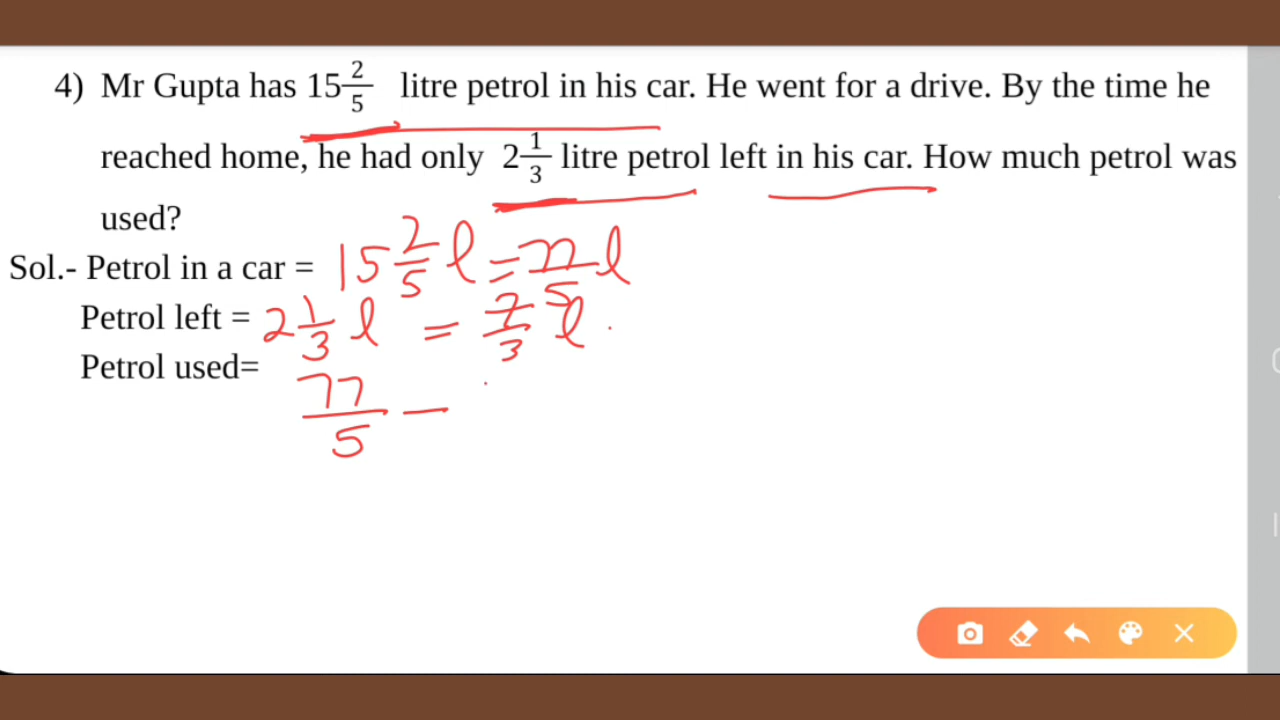 4) Mr Gupta has 15 2/5 litre petrol in his car. He went for a drive. By the time he
reached home, he had only 2 1/3 litre petrol left in his car. How much petrol was
used?
Sol.- Petrol in a car = 15 2/5 l = 77/5 l
Petrol left = 2 1/3 l = 7/3 l.
Petrol used=
77/5 -